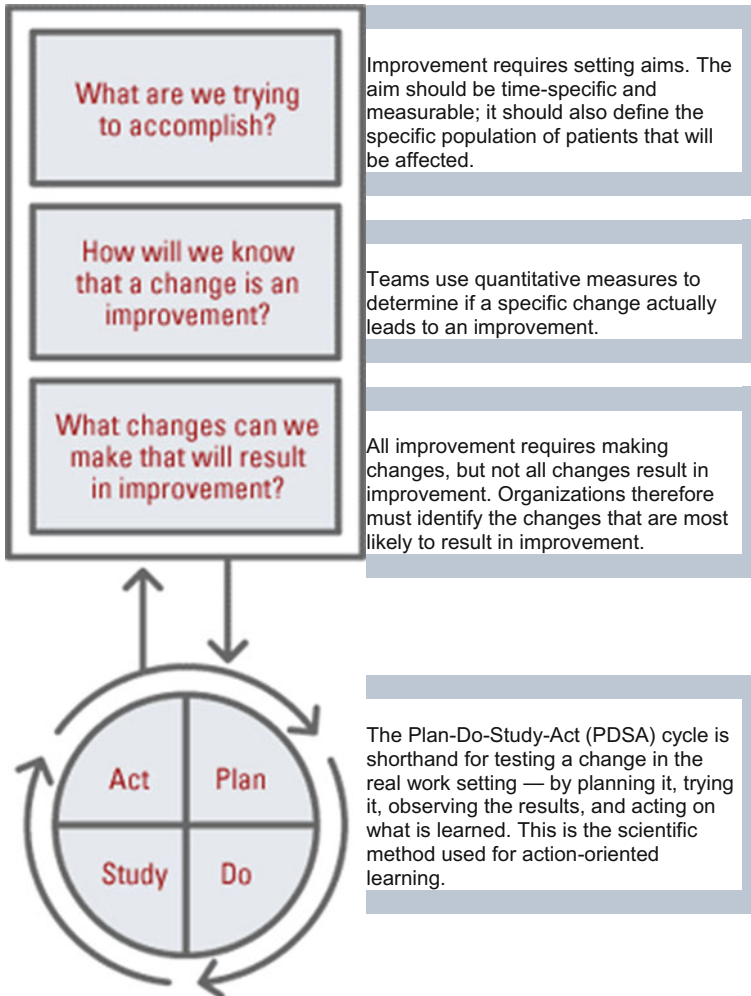 What are we trying
to accomplish?
Improvement requires setting aims. The
aim should be time-specific and
measurable; it should also define the
specific population of patients that will
be affected.
How will we know
that a change is an
improvement?
Teams use quantitative measures to
determine if a specific change actually
leads to an improvement.
What changes can we
make that will result
in improvement?
All improvement requires making
changes, but not all changes result in
improvement. Organizations therefore
must identify the changes that are most
likely to result in improvement.
Act
Plan
Study
Do
The Plan-Do-Study-Act (PDSA) cycle is
shorthand for testing a change in the
real work setting — by planning it, trying
it, observing the results, and acting on
what is learned. This is the scientific
method used for action-oriented
learning.